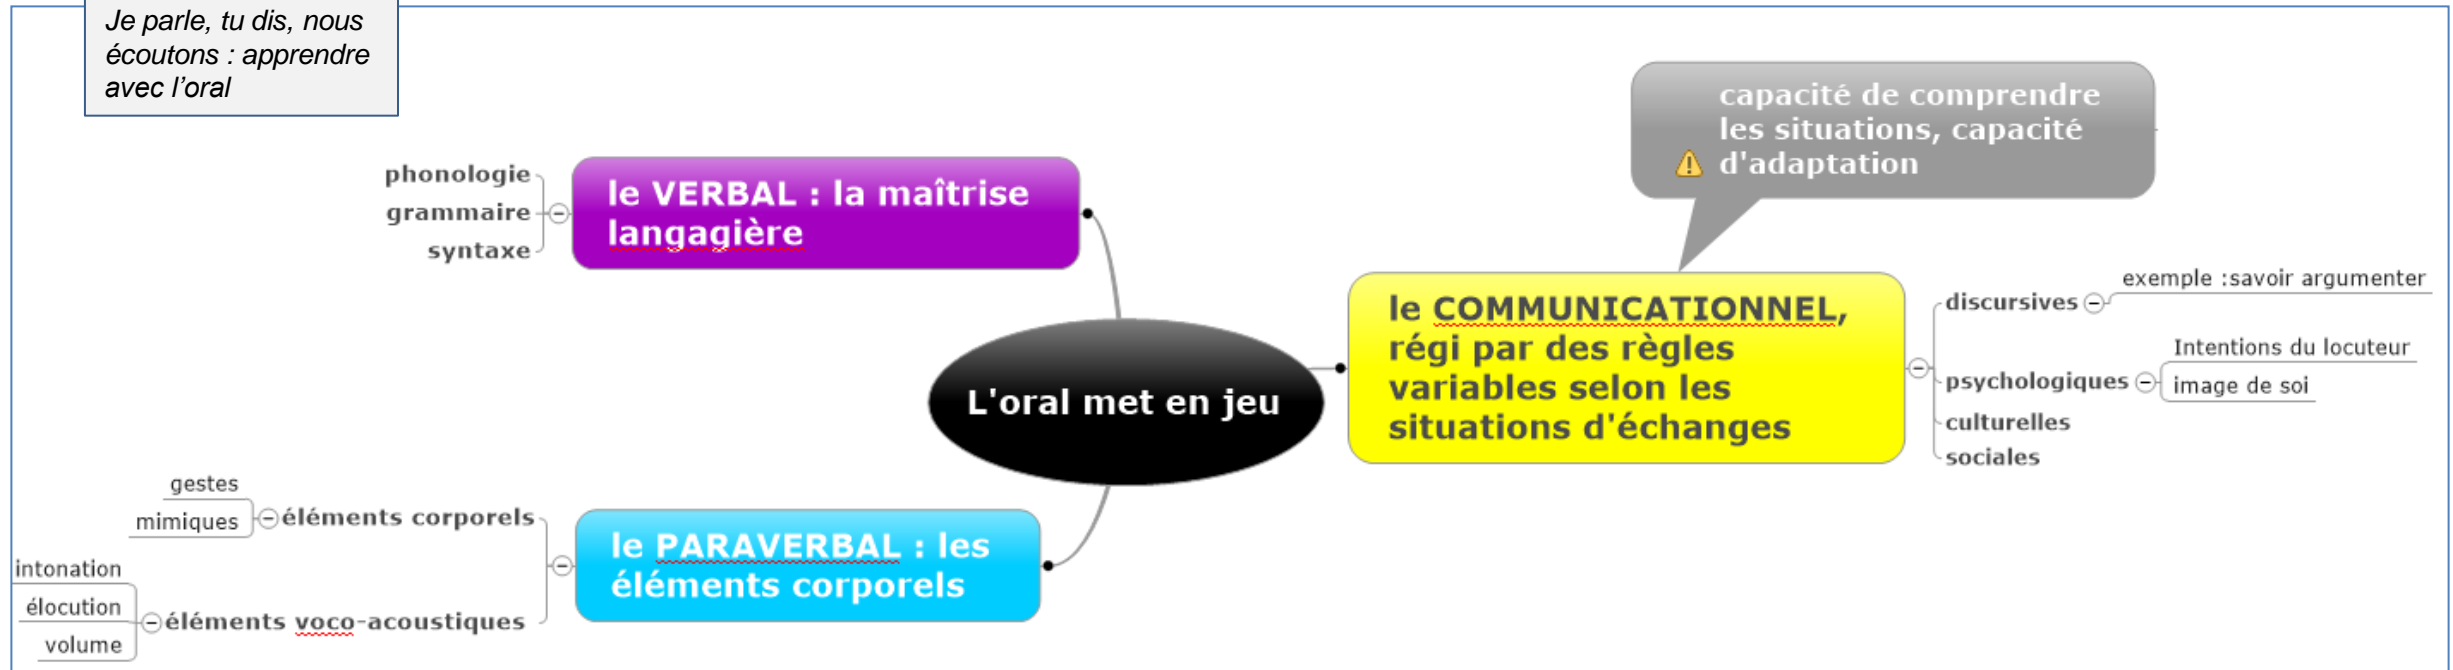 Je parle, tu dis, nous
écoutons : apprendre
avec l'oral
capacité de comprendre
les situations, capacité
d'adaptation
phonologie
grammaire
syntaxe
le VERBAL : la maîtrise
langagière
le COMMUNICATIONNEL,
régi par des règles
variables selon les
situations d'échanges
discursives
exemple :savoir argumenter
psychologiques
Intentions du locuteur
image de soi
culturelles
sociales
L'oral met en jeu
gestes
mimiques
éléments corporels
le PARAVERBAL : les
éléments corporels
intonation
élocution
volume
éléments voco-acoustiques